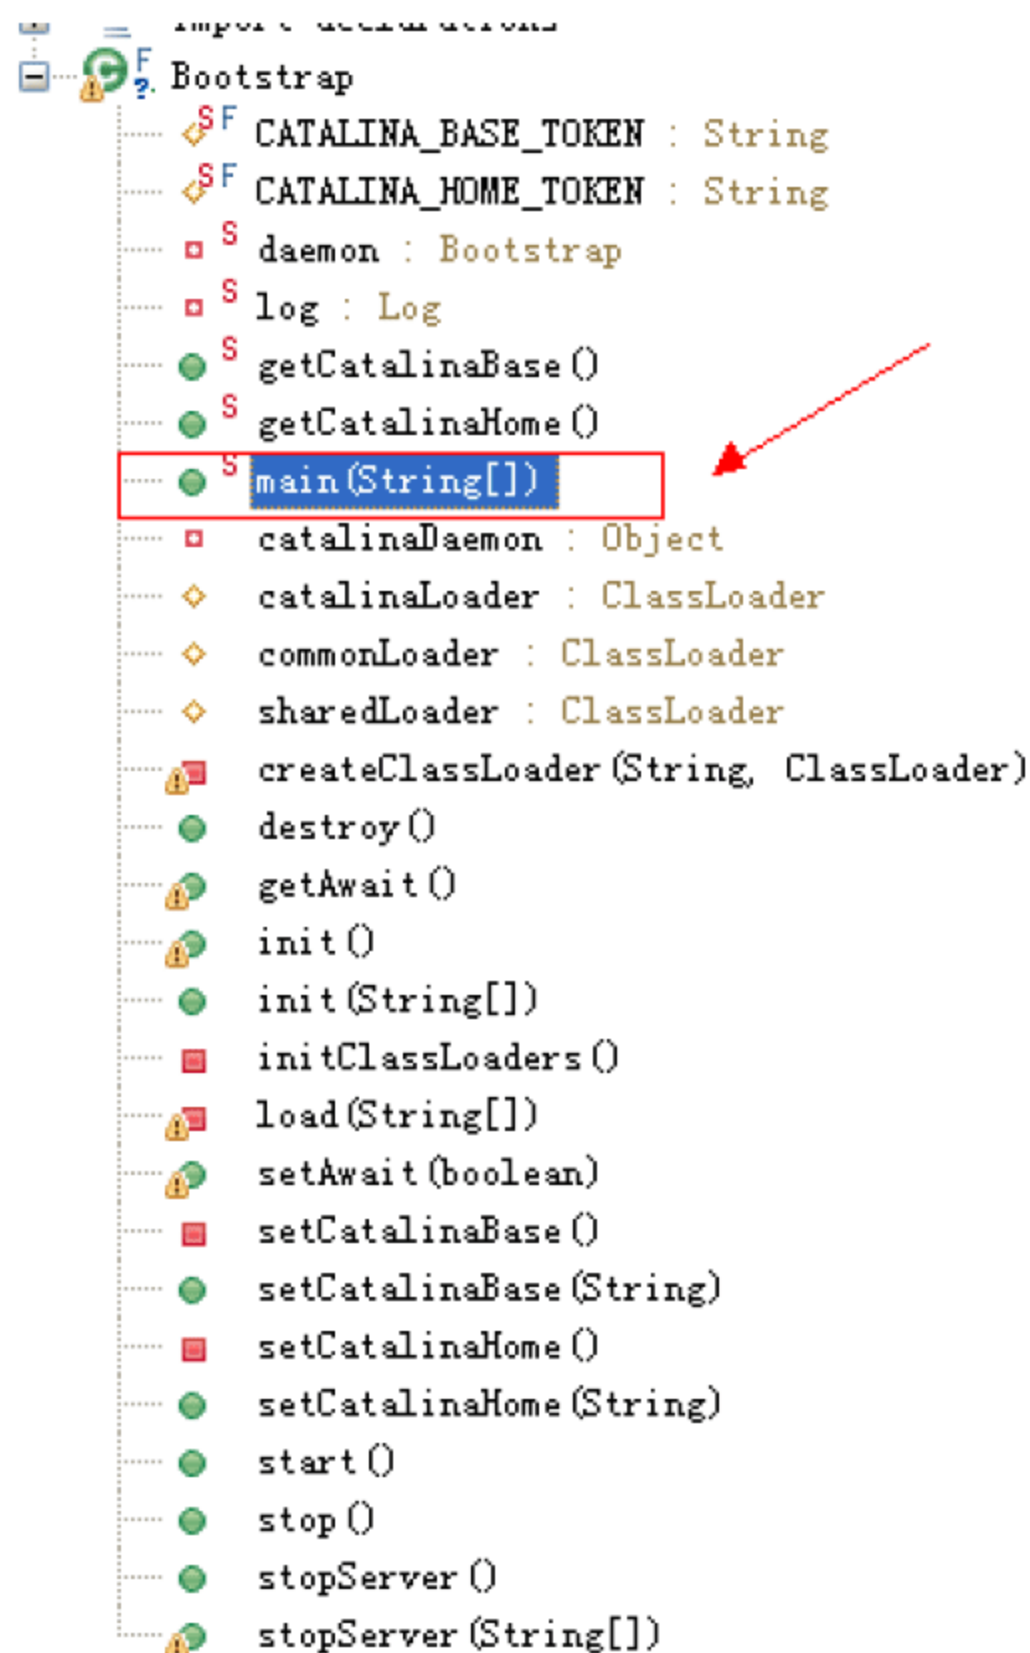 Bootstrap
CATALINA_BASE_TOKEN : String
CATALINA_HOME_TOKEN : String
daemon : Bootstrap
log : Log
getCatalinaBase()
getCatalinaHome()
main(String[])
catalinaDaemon : Object
catalinaLoader : ClassLoader
commonLoader : ClassLoader
sharedLoader : ClassLoader
createClassLoader(String, ClassLoader)
destroy()
getAwait()
init()
init(String[])
initClassLoaders()
load(String[])
setAwait(boolean)
setCatalinaBase()
setCatalinaBase(String)
setCatalinaHome()
setCatalinaHome(String)
start()
stop()
stopServer()
stopServer(String[])